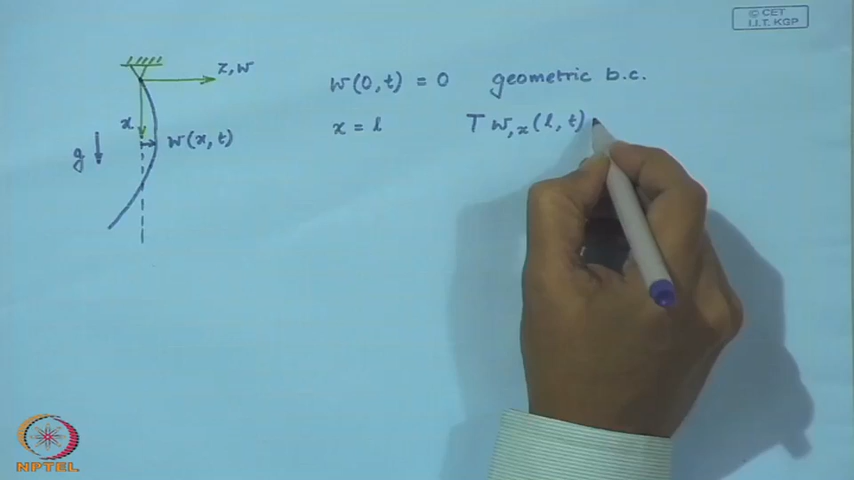 © CET
I.I.T. KGP
z, w
w(0, t) = 0 geometric b.c.
x
x = l T w,x (l, t)
w(x, t)
g
NPTEL